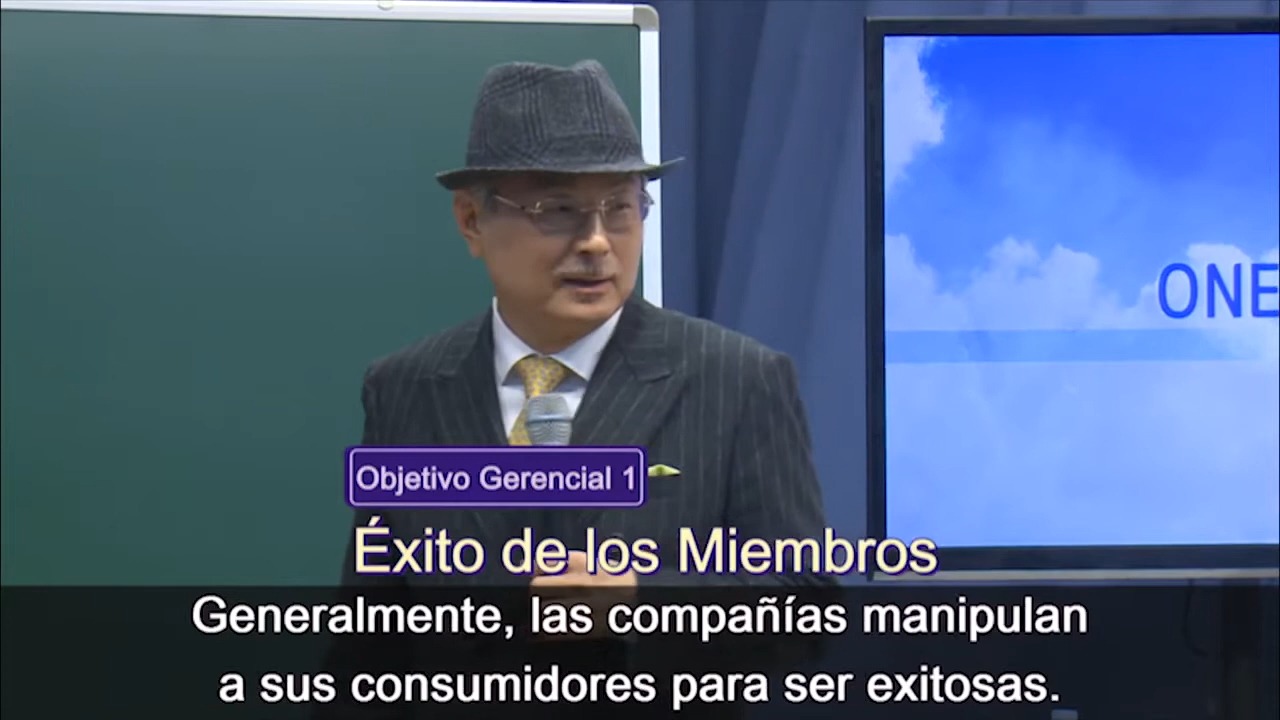 ONE
Objetivo Gerencial 1
Éxito de los Miembros
Generalmente, las compañías manipulan
a sus consumidores para ser exitosas.